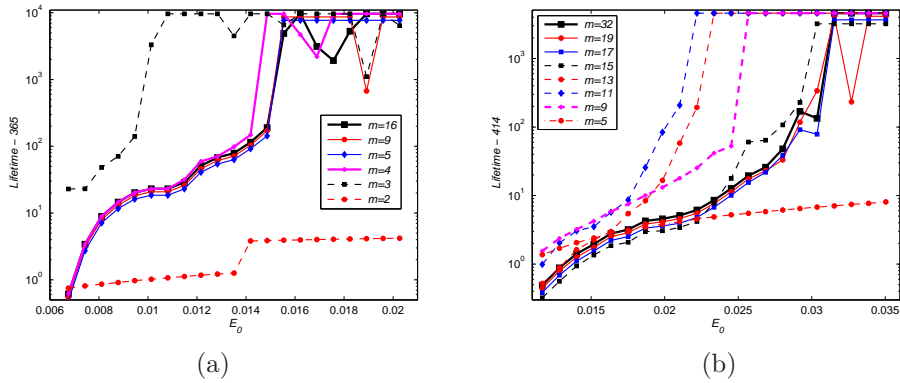 10^4
10^3
10^2
10^1
10^0
Lifetime − 365
0.006
0.008
0.01
0.012
0.014
0.016
0.018
0.02
E_0
m=16
m=9
m=5
m=4
m=3
m=2
(a)
10^4
10^3
10^2
10^1
10^0
Lifetime − 414
0.015
0.02
0.025
0.03
0.035
E_0
m=32
m=19
m=17
m=15
m=13
m=11
m=9
m=5
(b)